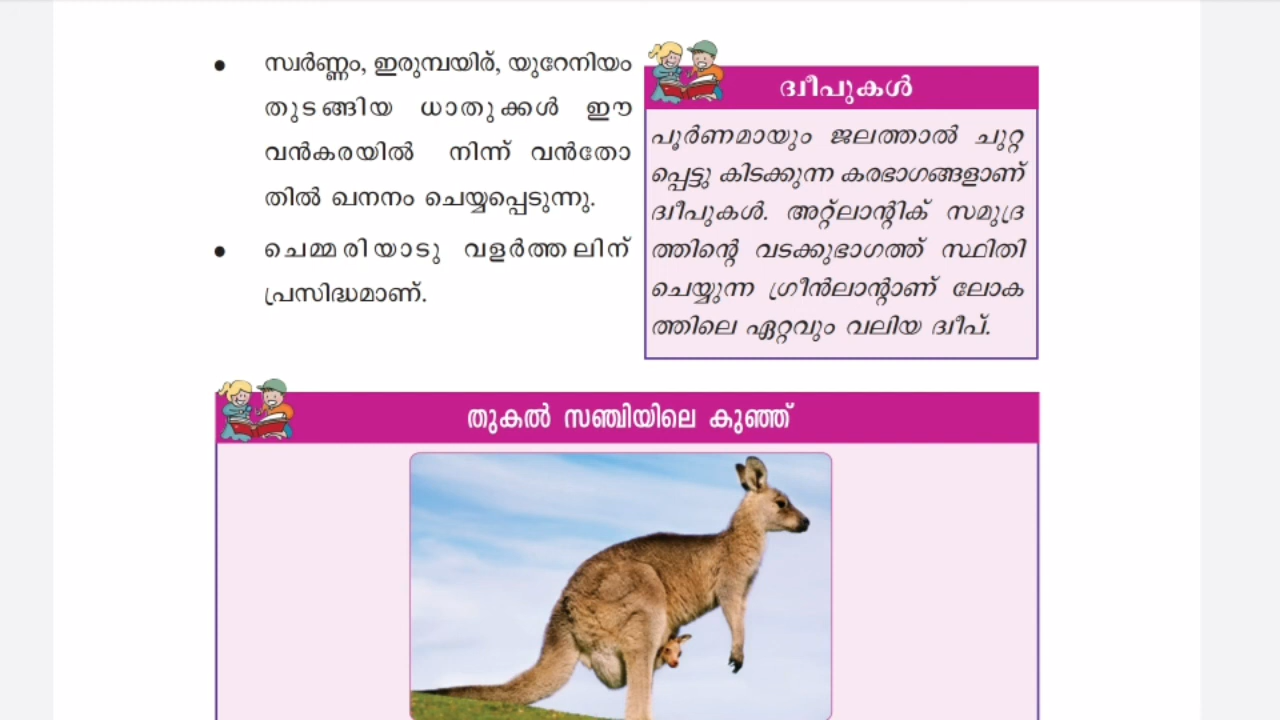 • സ്വർണ്ണം, ഇരുമ്പയിര്, യുറേനിയം
തുടങ്ങിയ ധാതുക്കൾ ഈ
വൻകരയിൽ നിന്ന് വൻതോ
തിൽ ഖനനം ചെയ്യപ്പെടുന്നു.
• ചെമ്മരിയാടു വളർത്തലിന്
പ്രസിദ്ധമാണ്.
ദ്വീപുകൾ
പൂർണമായും ജലത്താൽ ചുറ്റ
പ്പെട്ടു കിടക്കുന്ന കരഭാഗങ്ങളാണ്
ദ്വീപുകൾ. അറ്റ്ലാന്റിക് സമുദ്ര
ത്തിന്റെ വടക്കുഭാഗത്ത് സ്ഥിതി
ചെയ്യുന്ന ഗ്രീൻലാന്റാണ് ലോക
ത്തിലെ ഏറ്റവും വലിയ ദ്വീപ്.
തുകൽ സഞ്ചിയിലെ കുഞ്ഞ്